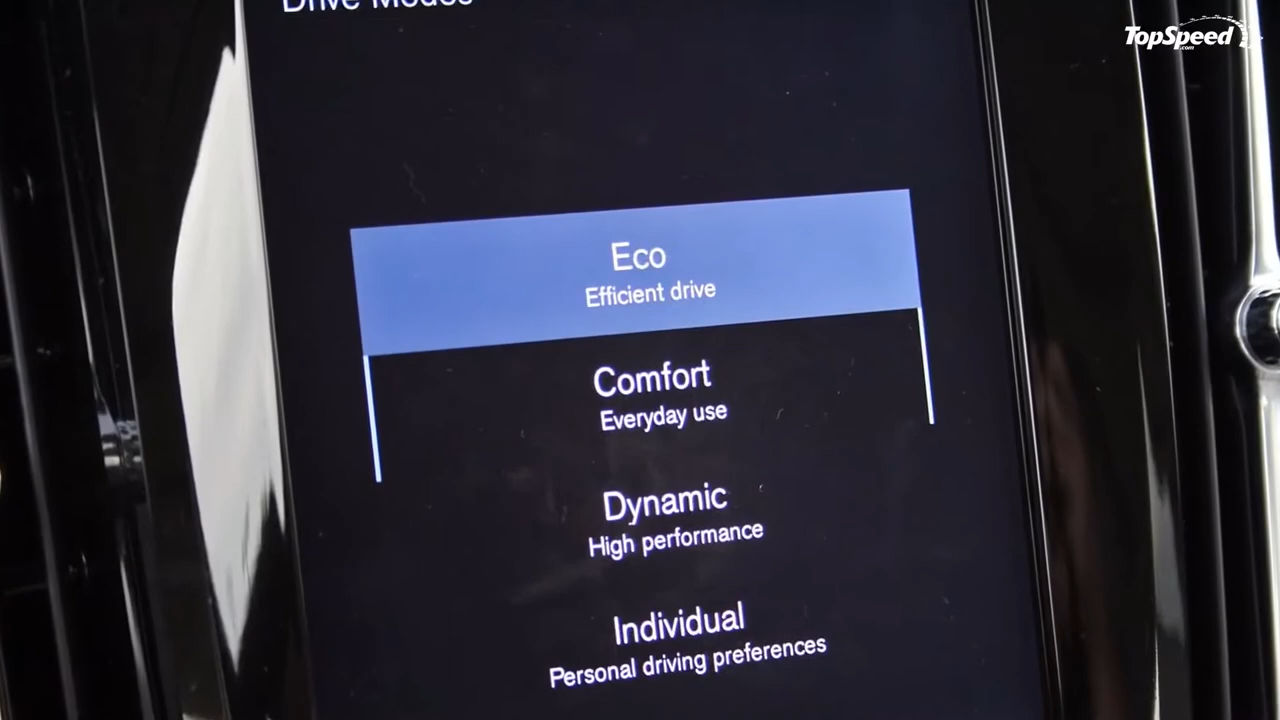 Drive Modes
TopSpeed
.com
Eco
Efficient drive
Comfort
Everyday use
Dynamic
High performance
Individual
Personal driving preferences